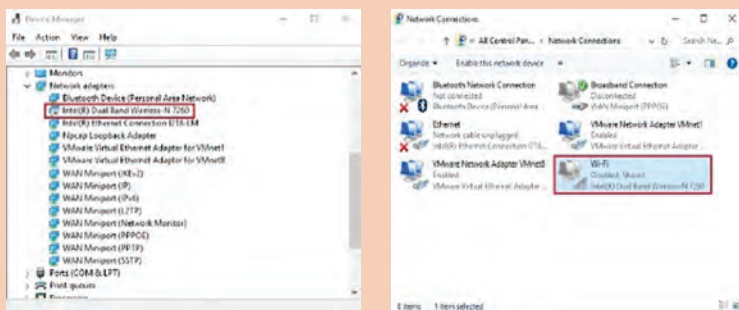 Device Manager
File Action View Help
Monitors
Network adapters
Bluetooth Device (Personal Area Network)
Intel(R) Dual Band Wireless-N 7260
Intel(R) Ethernet Connection I218-LM
Npcap Loopback Adapter
VMware Virtual Ethernet Adapter for VMnet1
VMware Virtual Ethernet Adapter for VMnet8
WAN Miniport (IKEv2)
WAN Miniport (IP)
WAN Miniport (IPv6)
WAN Miniport (L2TP)
WAN Miniport (Network Monitor)
WAN Miniport (PPPOE)
WAN Miniport (PPTP)
WAN Miniport (SSTP)
Ports (COM & LPT)
Print queues
Network Connections
« All Control Pan... › Network Connections
Search Ne...
Organize Enable this network device »
Bluetooth Network Connection
Not connected
Bluetooth Device (Personal Area ...
Broadband Connection
Disconnected
WAN Miniport (PPPOE)
Ethernet
Network cable unplugged
Intel(R) Ethernet Connection I218...
VMware Network Adapter VMnet1
Enabled
VMware Virtual Ethernet Adapter ...
VMware Network Adapter VMnet8
Enabled
VMware Virtual Ethernet Adapter ...
Wi-Fi
Disabled, Shared
Intel(R) Dual Band Wireless-N 7260
items 1 item selected